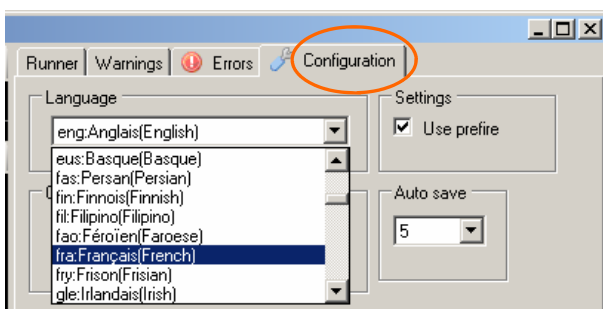 Runner Warnings Errors Configuration
Language
eng:Anglais(English)
eus:Basque(Basque)
fas:Persan(Persian)
fin:Finnois(Finnish)
fil:Filipino(Filipino)
fao:Féroïen(Faroese)
fra:Français(French)
fry:Frison(Frisian)
gle:Irlandais(Irish)
Settings
Use prefire
Auto save
5